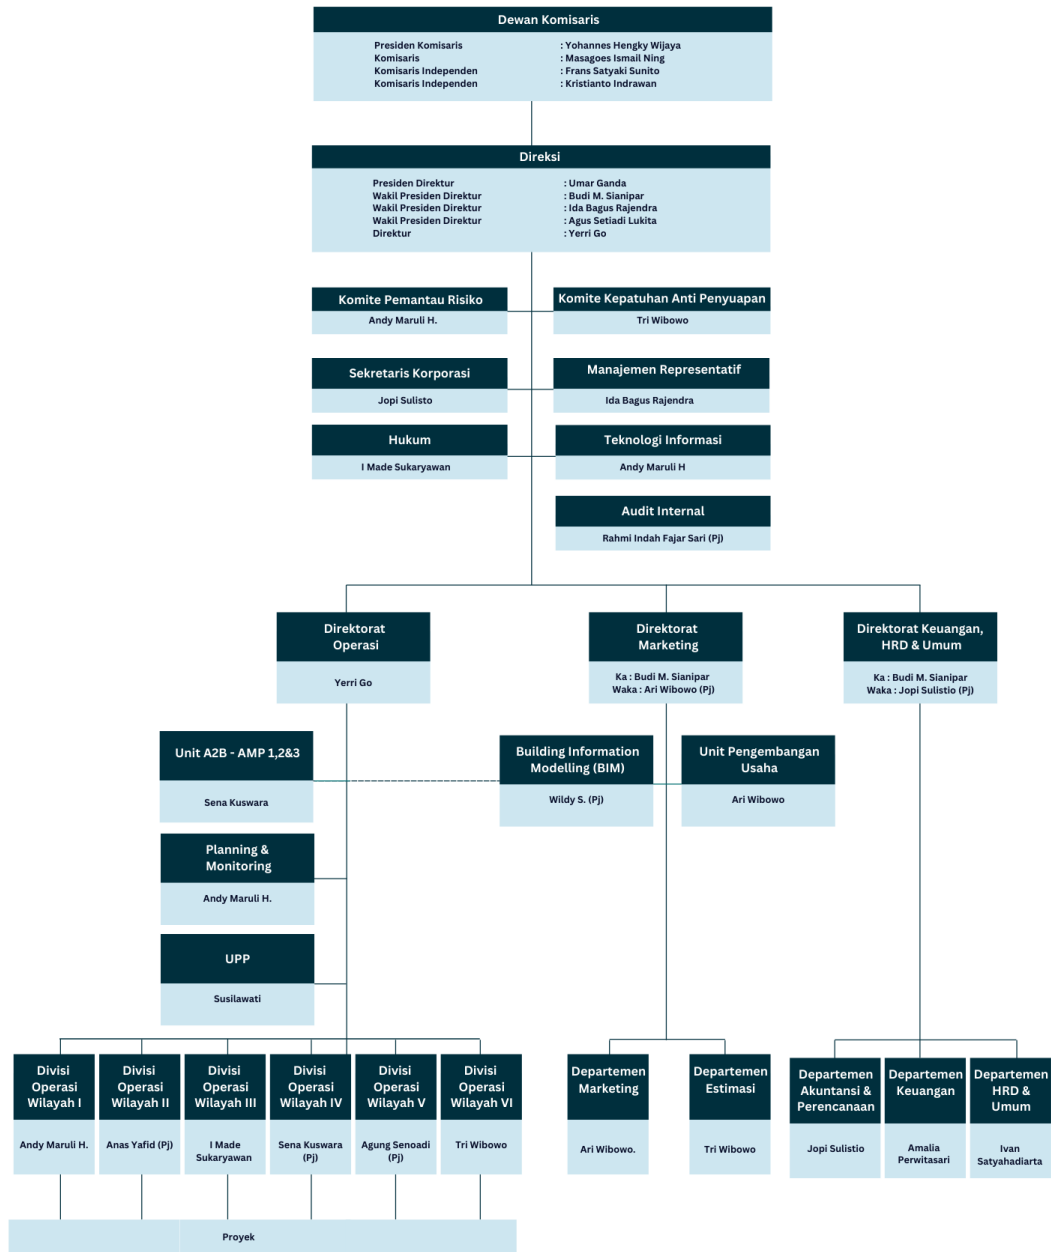 Dewan Komisaris
Presiden Komisaris : Yohannes Hengky Wijaya
Komisaris : Masagoes Ismail Ning
Komisaris Independen : Frans Satyaki Sunito
Komisaris Independen : Kristianto Indrawan
Direksi
Presiden Direktur : Umar Ganda
Wakil Presiden Direktur : Budi M. Sianipar
Wakil Presiden Direktur : Ida Bagus Rajendra
Wakil Presiden Direktur : Agus Setiadi Lukita
Direktur : Yerri Go
Komite Pemantau Risiko
Andy Maruli H.
Komite Kepatuhan Anti Penyuapan
Tri Wibowo
Sekretaris Korporasi
Jopi Sulisto
Manajemen Representatif
Ida Bagus Rajendra
Hukum
I Made Sukaryawan
Teknologi Informasi
Andy Maruli H
Audit Internal
Rahmi Indah Fajar Sari (Pj)
Direktorat
Operasi
Yerri Go
Direktorat
Marketing
Ka : Budi M. Sianipar
Waka : Ari Wibowo (Pj)
Direktorat Keuangan,
HRD & Umum
Ka : Budi M. Sianipar
Waka : Jopi Sulistio (Pj)
Unit A2B - AMP 1,2&3
Sena Kuswara
Building Information
Modelling (BIM)
Wildy S. (Pj)
Unit Pengembangan
Usaha
Ari Wibowo
Planning &
Monitoring
Andy Maruli H.
UPP
Susilawati
Divisi
Operasi
Wilayah I
Andy Maruli H.
Divisi
Operasi
Wilayah II
Anas Yafid (Pj)
Divisi
Operasi
Wilayah III
I Made
Sukaryawan
Divisi
Operasi
Wilayah IV
Sena Kuswara
(Pj)
Divisi
Operasi
Wilayah V
Agung Senoadi
(Pj)
Divisi
Operasi
Wilayah VI
Tri Wibowo
Departemen
Marketing
Ari Wibowo.
Departemen
Estimasi
Tri Wibowo
Departemen
Akuntansi &
Perencanaan
Jopi Sulistio
Departemen
Keuangan
Amalia
Perwitasari
Departemen
HRD &
Umum
Ivan
Satyahadiarta
Proyek